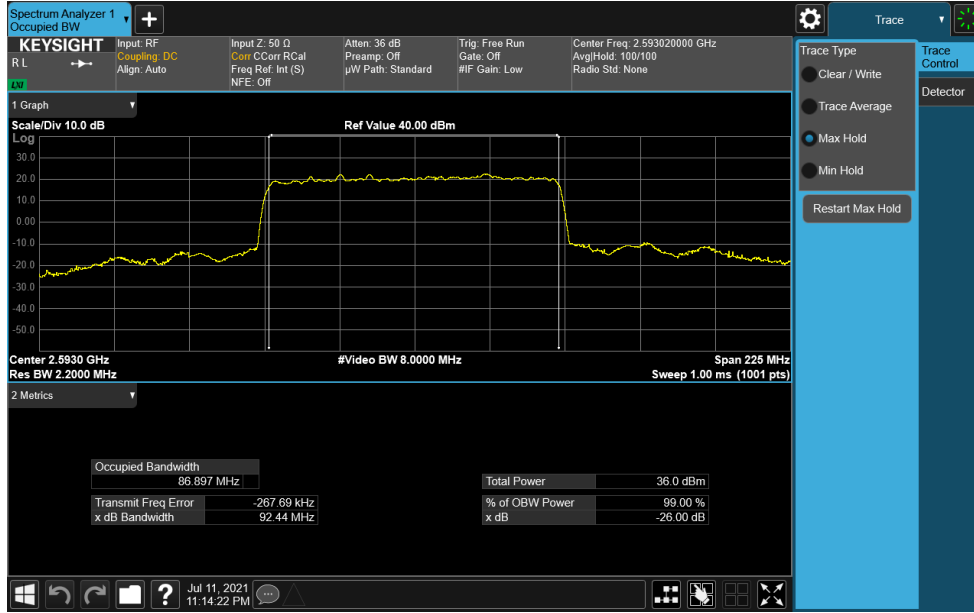 Spectrum Analyzer 1
Occupied BW
+
Trace
KEYSIGHT
R L
LXI
Input: RF
Coupling: DC
Align: Auto
Input Z: 50 Ω
Corr CCorr RCal
Freq Ref: Int (S)
NFE: Off
Atten: 36 dB
Preamp: Off
µW Path: Standard
Trig: Free Run
Gate: Off
#IF Gain: Low
Center Freq: 2.593020000 GHz
Avg|Hold: 100/100
Radio Std: None
1 Graph
Scale/Div 10.0 dB
Ref Value 40.00 dBm
Log
30.0
20.0
10.0
0.00
-10.0
-20.0
-30.0
-40.0
-50.0
Center 2.5930 GHz
#Video BW 8.0000 MHz
Span 225 MHz
Res BW 2.2000 MHz
Sweep 1.00 ms (1001 pts)
2 Metrics
Occupied Bandwidth
86.897 MHz
Transmit Freq Error -267.69 kHz
x dB Bandwidth 92.44 MHz
Total Power 36.0 dBm
% of OBW Power 99.00 %
x dB -26.00 dB
Trace Type
Clear / Write
Trace Average
Max Hold
Min Hold
Restart Max Hold
Trace
Control
Detector
?
Jul 11, 2021
11:14:22 PM